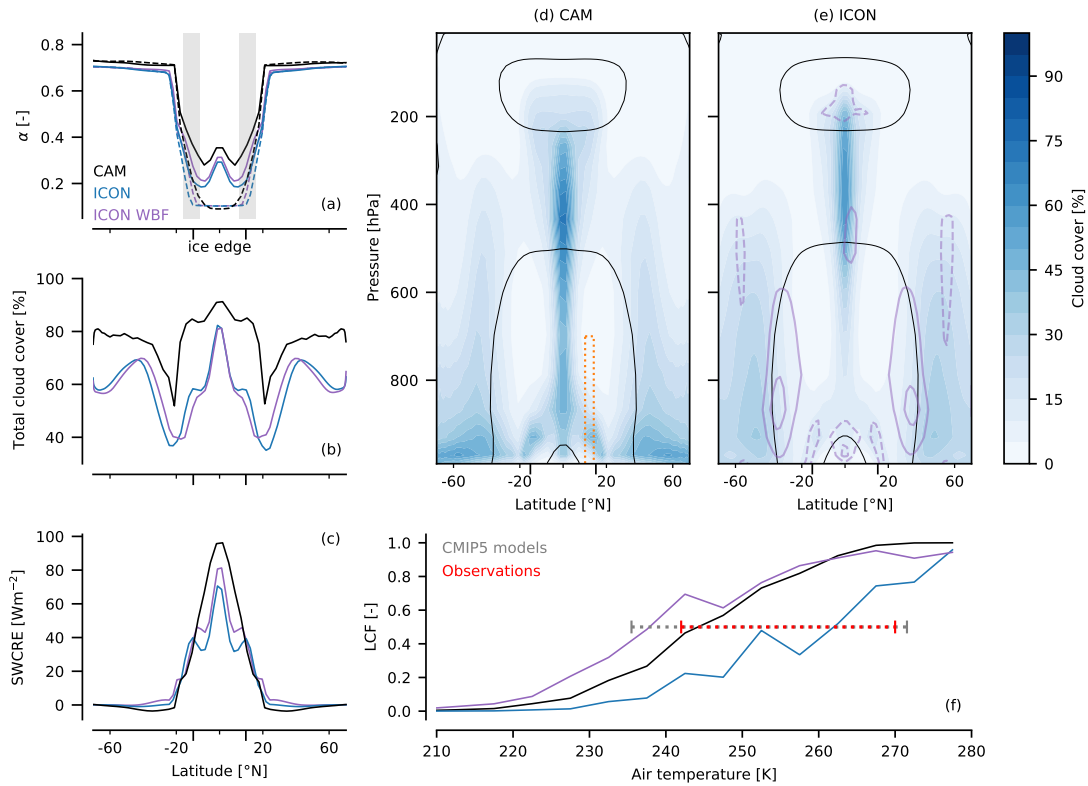 (d) CAM
(e) ICON
0.8
0.6
0.4
0.2
α [-]
CAM
ICON
ICON WBF
(a)
-20
20
ice edge
100
80
60
40
Total cloud cover [%]
(b)
100
80
60
40
20
0
SWCRE [Wm⁻²]
(c)
-60
-20
20
60
Latitude [°N]
200
400
600
800
Pressure [hPa]
-60
-20
20
60
Latitude [°N]
-60
-20
20
60
Latitude [°N]
90
75
60
45
30
15
0
Cloud cover [%]
1.0
0.8
0.6
0.4
0.2
0.0
LCF [-]
CMIP5 models
Observations
(f)
210
220
230
240
250
260
270
280
Air temperature [K]